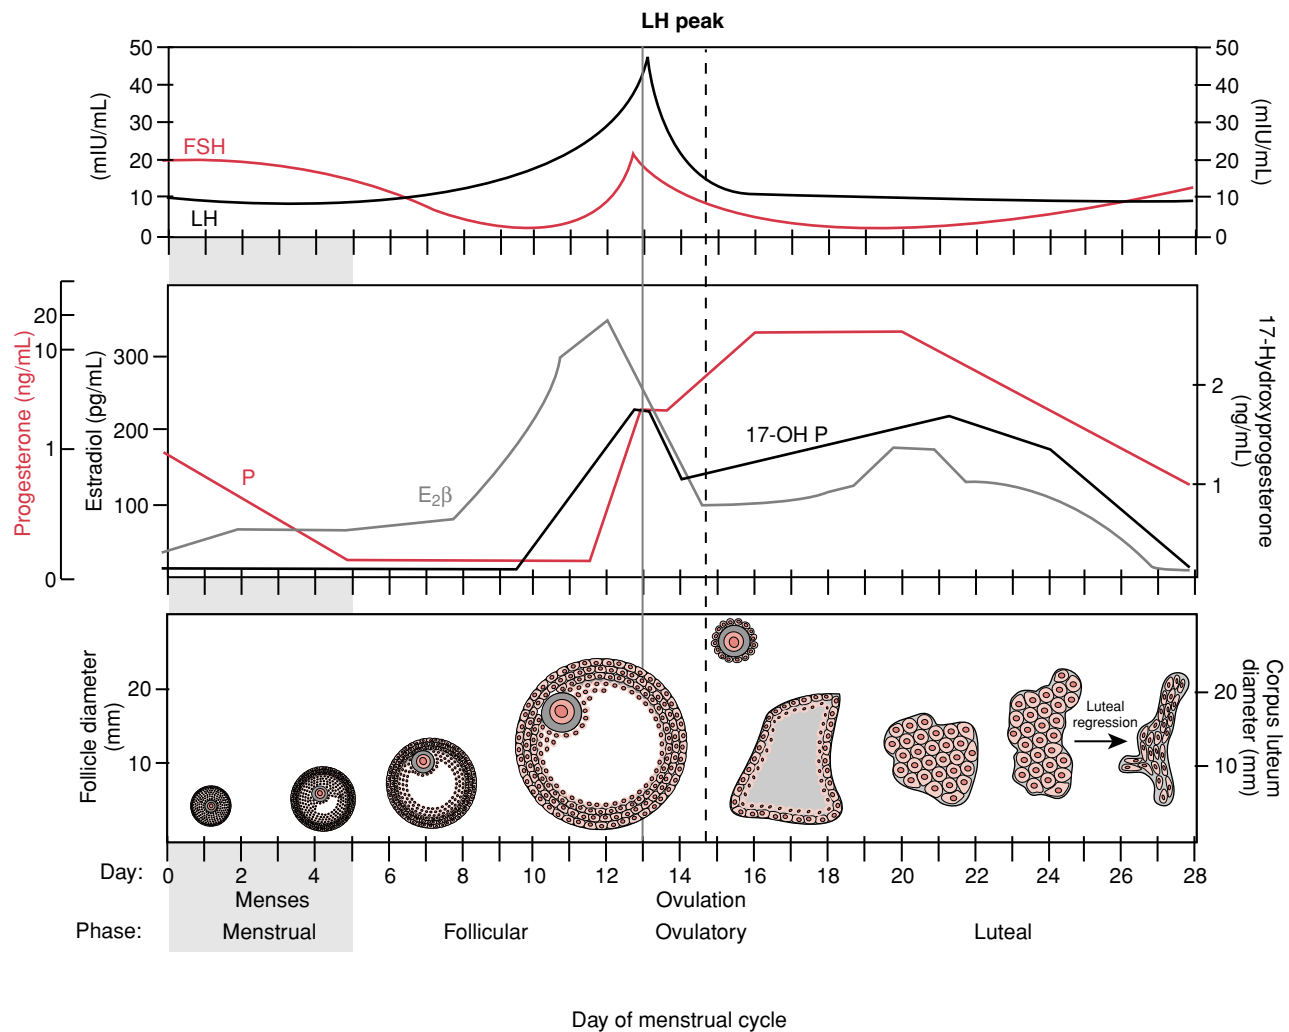 LH peak
50
40
30
20
10
0
(mIU/mL)
FSH
LH
50
40
30
20
10
0
(mIU/mL)
20
10
1
0
Progesterone (ng/mL)
300
200
100
Estradiol (pg/mL)
P
E2β
17-OH P
2
1
17-Hydroxyprogesterone
(ng/mL)
Follicle diameter
(mm)
20
10
Luteal
regression
20
10
Corpus luteum
diameter (mm)
Day: 0 2 4 6 8 10 12 14 16 18 20 22 24 26 28
Menses Ovulation
Phase: Menstrual Follicular Ovulatory Luteal
Day of menstrual cycle